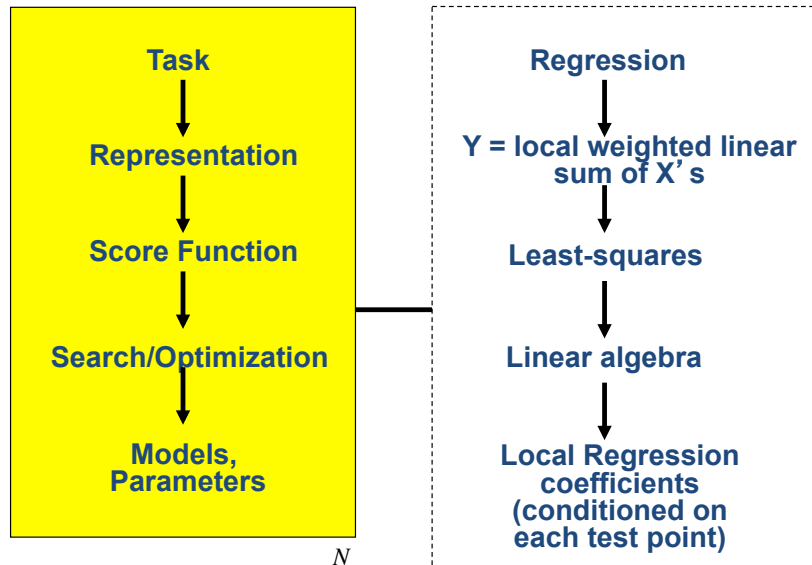 Task
Representation
Score Function
Search/Optimization
Models,
Parameters
N
Regression
Y = local weighted linear
sum of X's
Least-squares
Linear algebra
Local Regression
coefficients
(conditioned on
each test point)